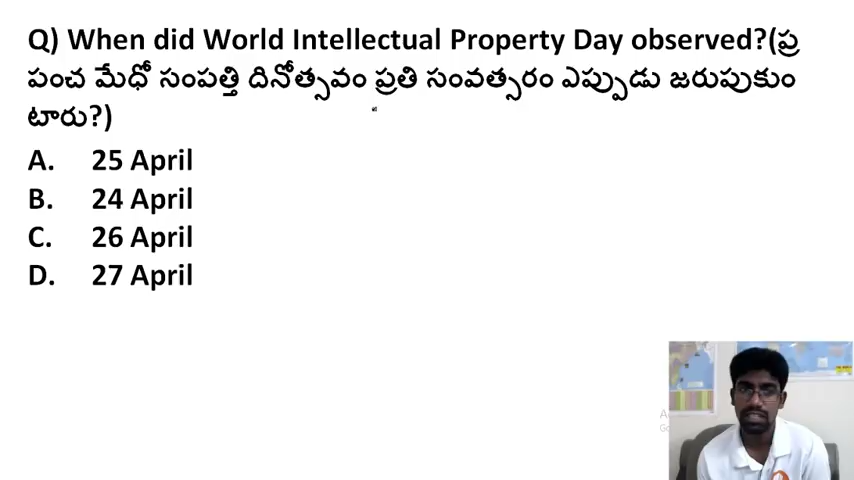 Q) When did World Intellectual Property Day observed?(ప్ర
పంచ మేధో సంపత్తి దినోత్సవం ప్రతి సంవత్సరం ఎప్పుడు జరుపుకుం
టారు?)
A. 25 April
B. 24 April
C. 26 April
D. 27 April